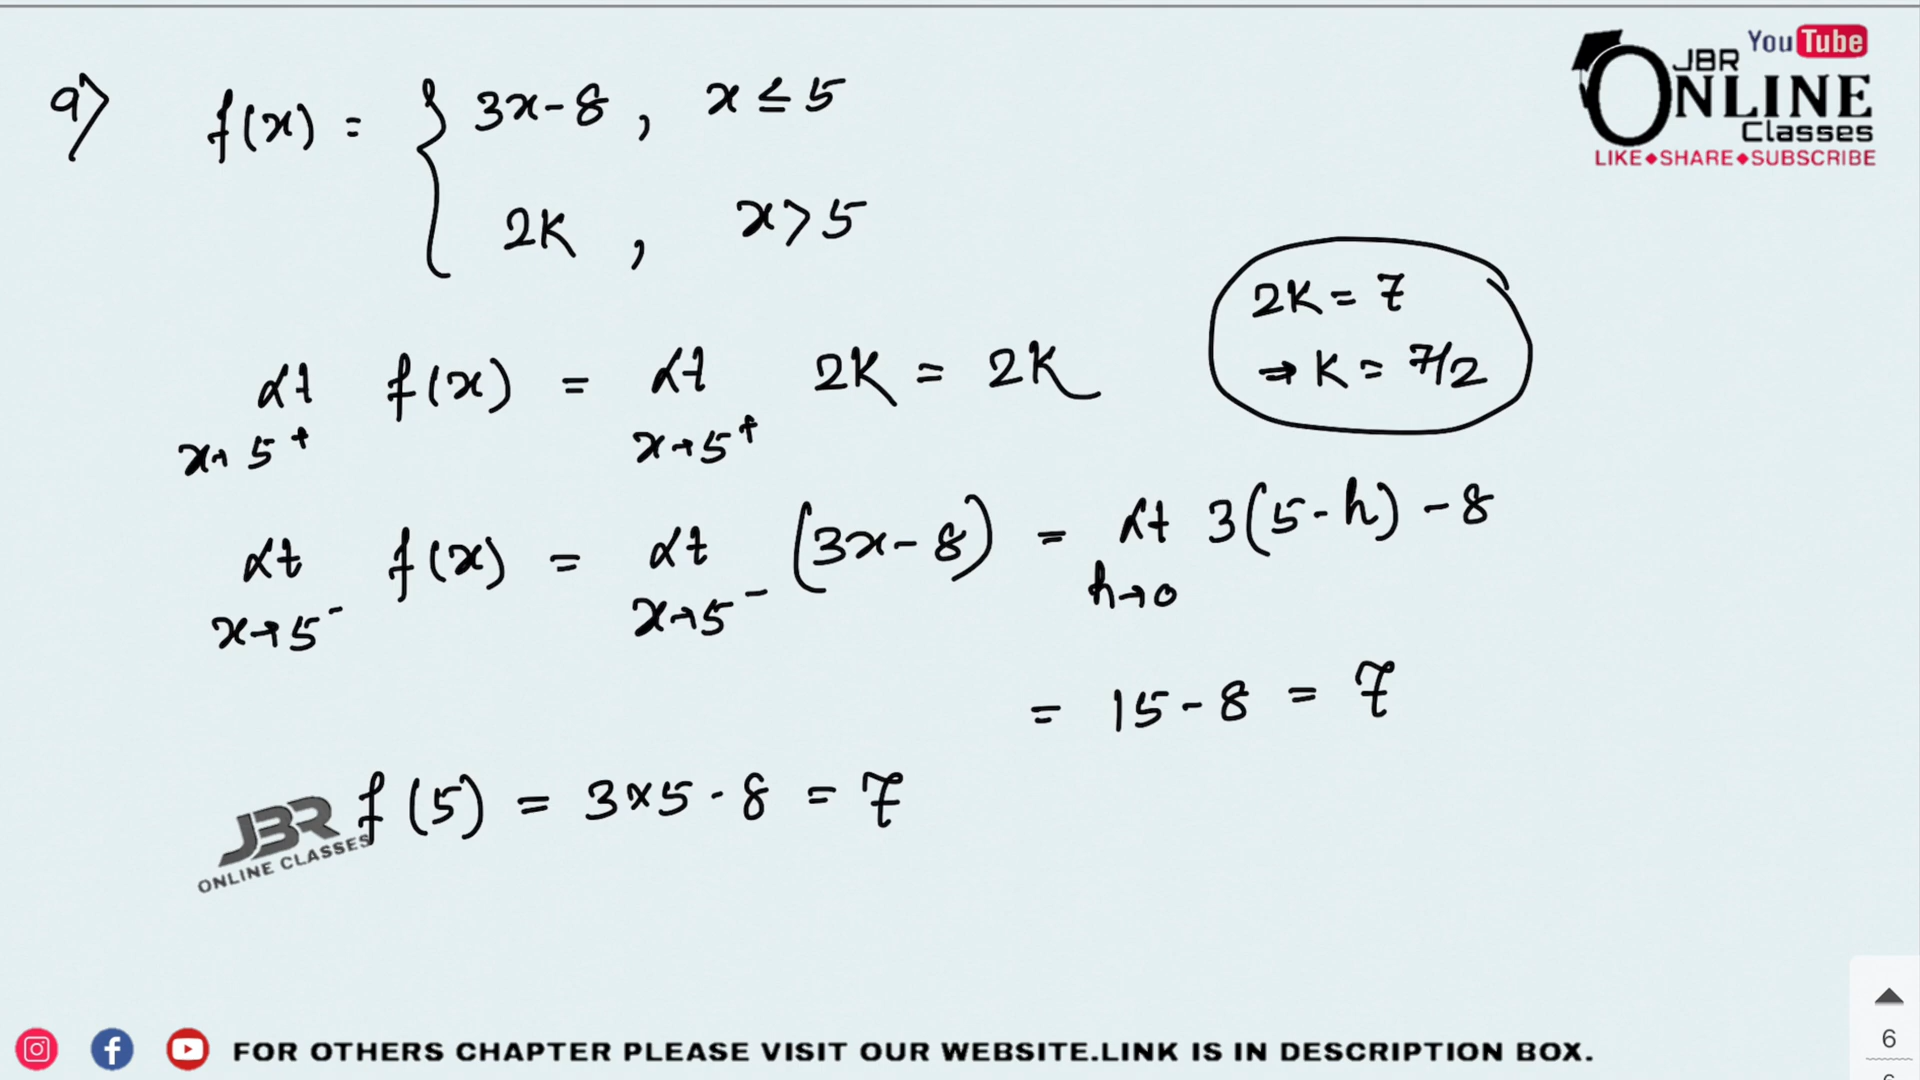 You Tube
JBR
ONLINE
Classes
LIKE◆SHARE◆SUBSCRIBE
9) f(x) = { 3x-8 , x ≤ 5
2K , x > 5
2K = 7
→ K = 7/2
Lt x→5⁺ f(x) = Lt x→5⁺ 2K = 2K
Lt x→5⁻ f(x) = Lt x→5⁻ (3x-8) = Lt h→0 3(5-h)-8
= 15-8 = 7
f(5) = 3×5-8 = 7
JBR
ONLINE CLASSES
FOR OTHERS CHAPTER PLEASE VISIT OUR WEBSITE.LINK IS IN DESCRIPTION BOX.
6